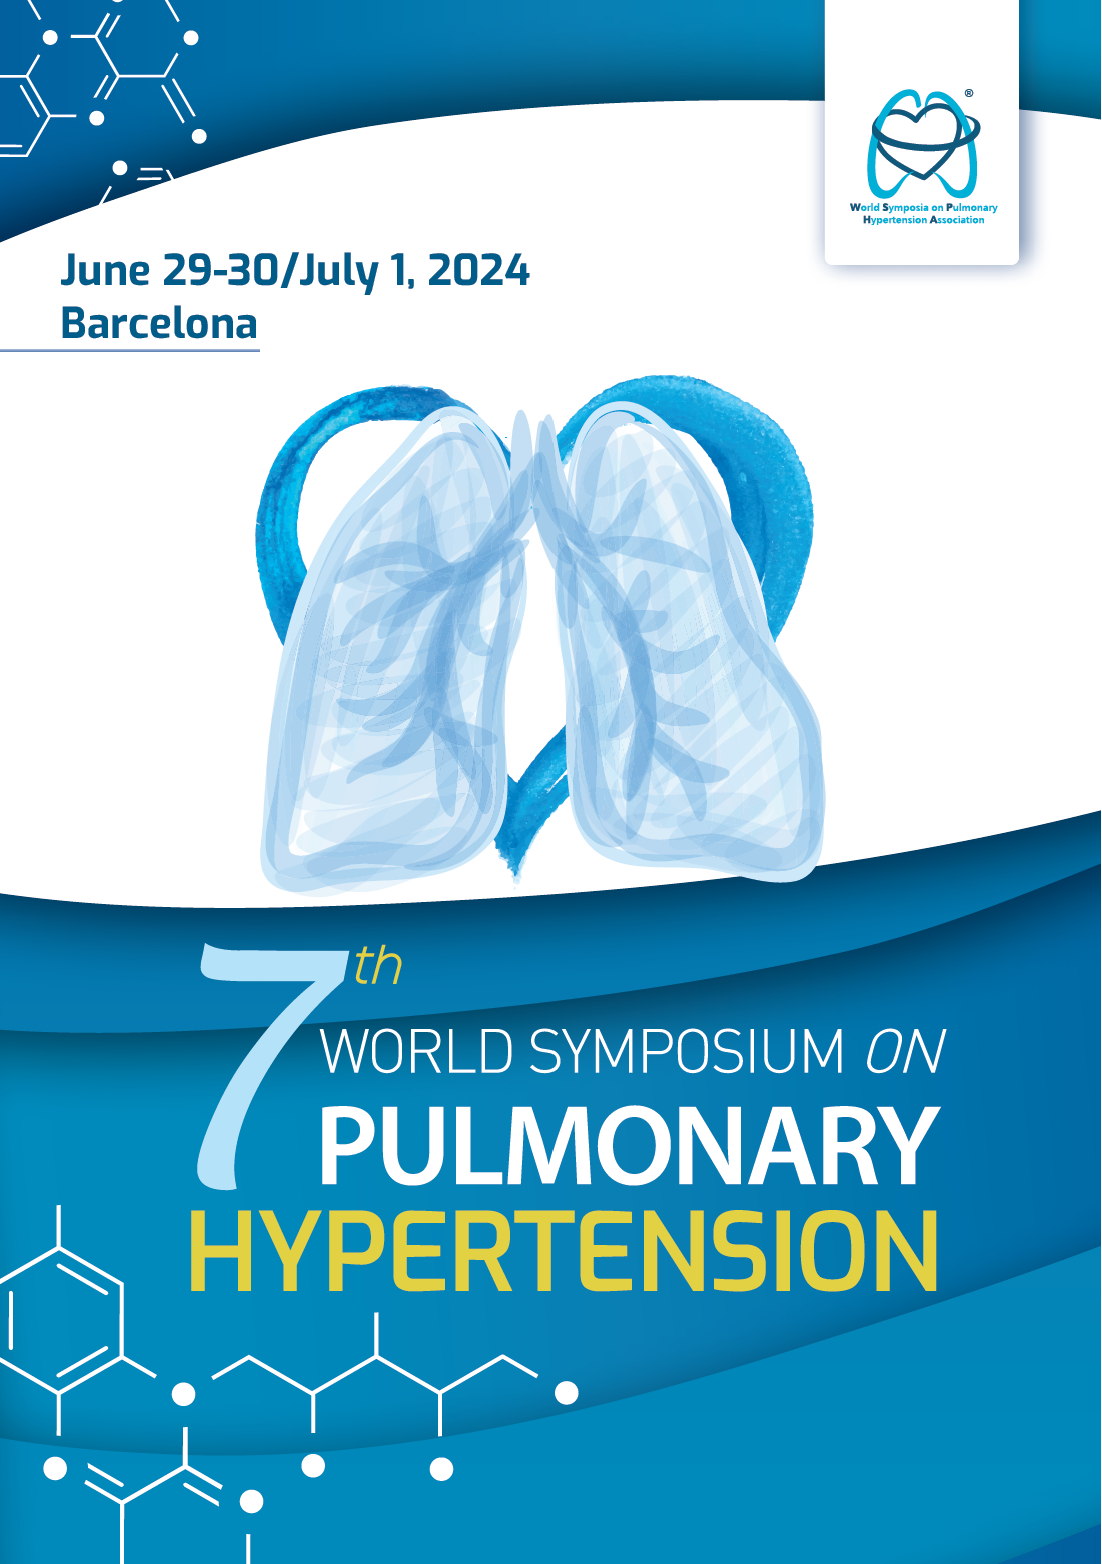 ®
World Symposia on Pulmonary
Hypertension Association
June 29-30/July 1, 2024
Barcelona
7th
WORLD SYMPOSIUM ON
PULMONARY
HYPERTENSION